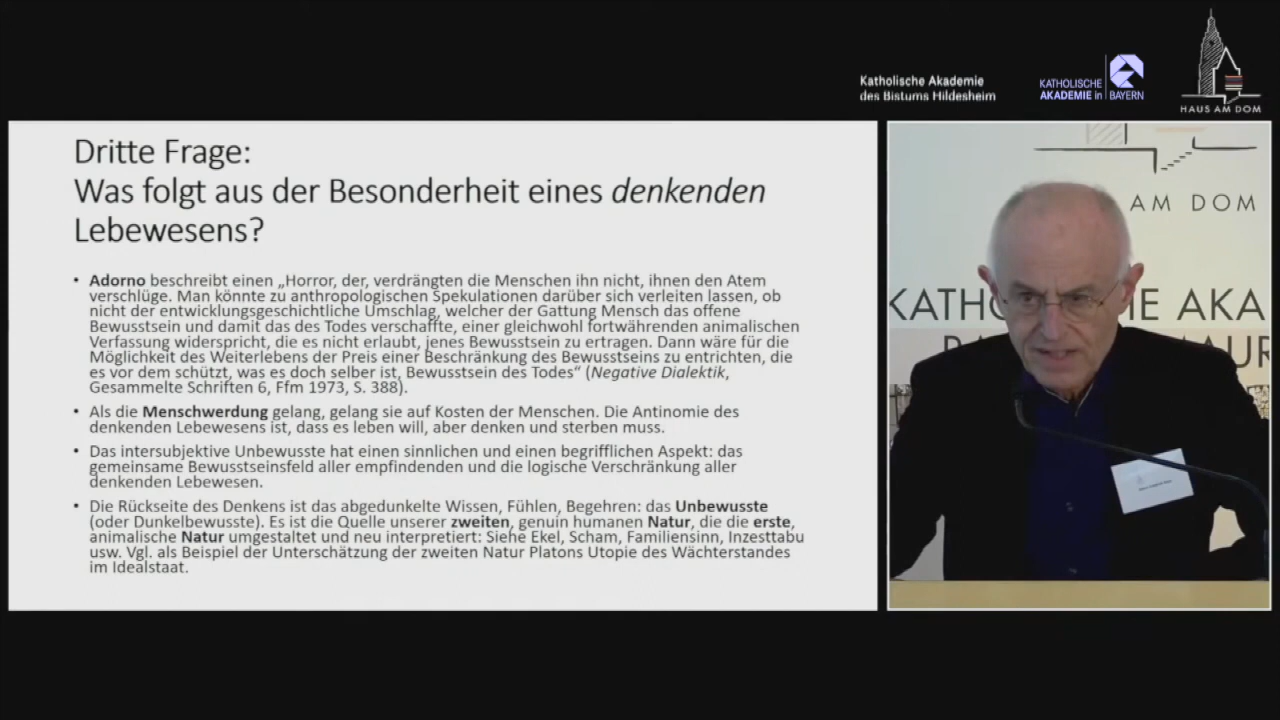 Katholische Akademie
des Bistums Hildesheim
KATHOLISCHE
AKADEMIE in BAYERN
HAUS AM DOM
Dritte Frage:
Was folgt aus der Besonderheit eines denkenden
Lebewesens?
• Adorno beschreibt einen „Horror, der, verdrängten die Menschen ihn nicht, ihnen den Atem
verschlüge. Man könnte zu anthropologischen Spekulationen darüber sich verleiten lassen, ob
nicht der entwicklungsgeschichtliche Umschlag, welcher der Gattung Mensch das offene
Bewusstsein und damit das des Todes verschaffte, einer gleichwohl fortwährenden animalischen
Verfassung widerspricht, die es nicht erlaubt, jenes Bewusstsein zu ertragen. Dann wäre für die
Möglichkeit des Weiterlebens der Preis einer Beschränkung des Bewusstseins zu entrichten, die
es vor dem schützt, was es doch selber ist, Bewusstsein des Todes“ (Negative Dialektik,
Gesammelte Schriften 6, Ffm 1973, S. 388).
• Als die Menschwerdung gelang, gelang sie auf Kosten der Menschen. Die Antinomie des
denkenden Lebewesens ist, dass es leben will, aber denken und sterben muss.
• Das intersubjektive Unbewusste hat einen sinnlichen und einen begrifflichen Aspekt: das
gemeinsame Bewusstseinsfeld aller empfindenden und die logische Verschränkung aller
denkenden Lebewesen.
• Die Rückseite des Denkens ist das abgedunkelte Wissen, Fühlen, Begehren: das Unbewusste
(oder Dunkelbewusste). Es ist die Quelle unserer zweiten, genuin humanen Natur, die die erste,
animalische Natur umgestaltet und neu interpretiert: Siehe Ekel, Scham, Familiensinn, Inzesttabu
usw. Vgl. als Beispiel der Unterschätzung der zweiten Natur Platons Utopie des Wächterstandes
im Idealstaat.
AM DOM
KATH E AKA